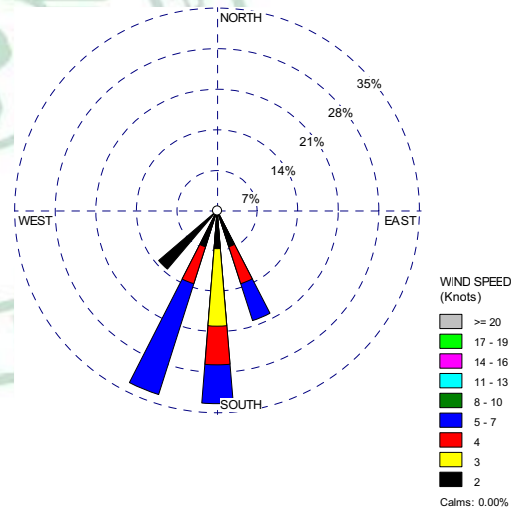 NORTH
35%
28%
21%
14%
7%
WEST
EAST
SOUTH
WIND SPEED
(Knots)
>= 20
17 - 19
14 - 16
11 - 13
8 - 10
5 - 7
4
3
2
Calms: 0.00%